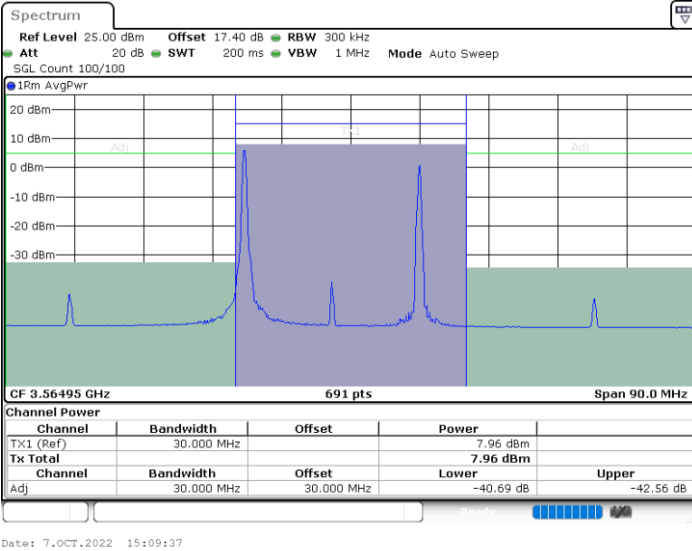 Spectrum
Ref Level 25.00 dBm Offset 17.40 dB RBW 300 kHz
Att 20 dB SWT 200 ms VBW 1 MHz Mode Auto Sweep
SGL Count 100/100
1Rm AvgPwr
20 dBm
TX1
10 dBm
Adj Adj
0 dBm
-10 dBm
-20 dBm
-30 dBm
CF 3.56495 GHz 691 pts Span 90.0 MHz
Channel Power
Channel Bandwidth Offset Power
TX1 (Ref) 30.000 MHz 7.96 dBm
Tx Total 7.96 dBm
Channel Bandwidth Offset Lower Upper
Adj 30.000 MHz 30.000 MHz -40.69 dB -42.56 dB
Ready
Date: 7.OCT.2022 15:09:37